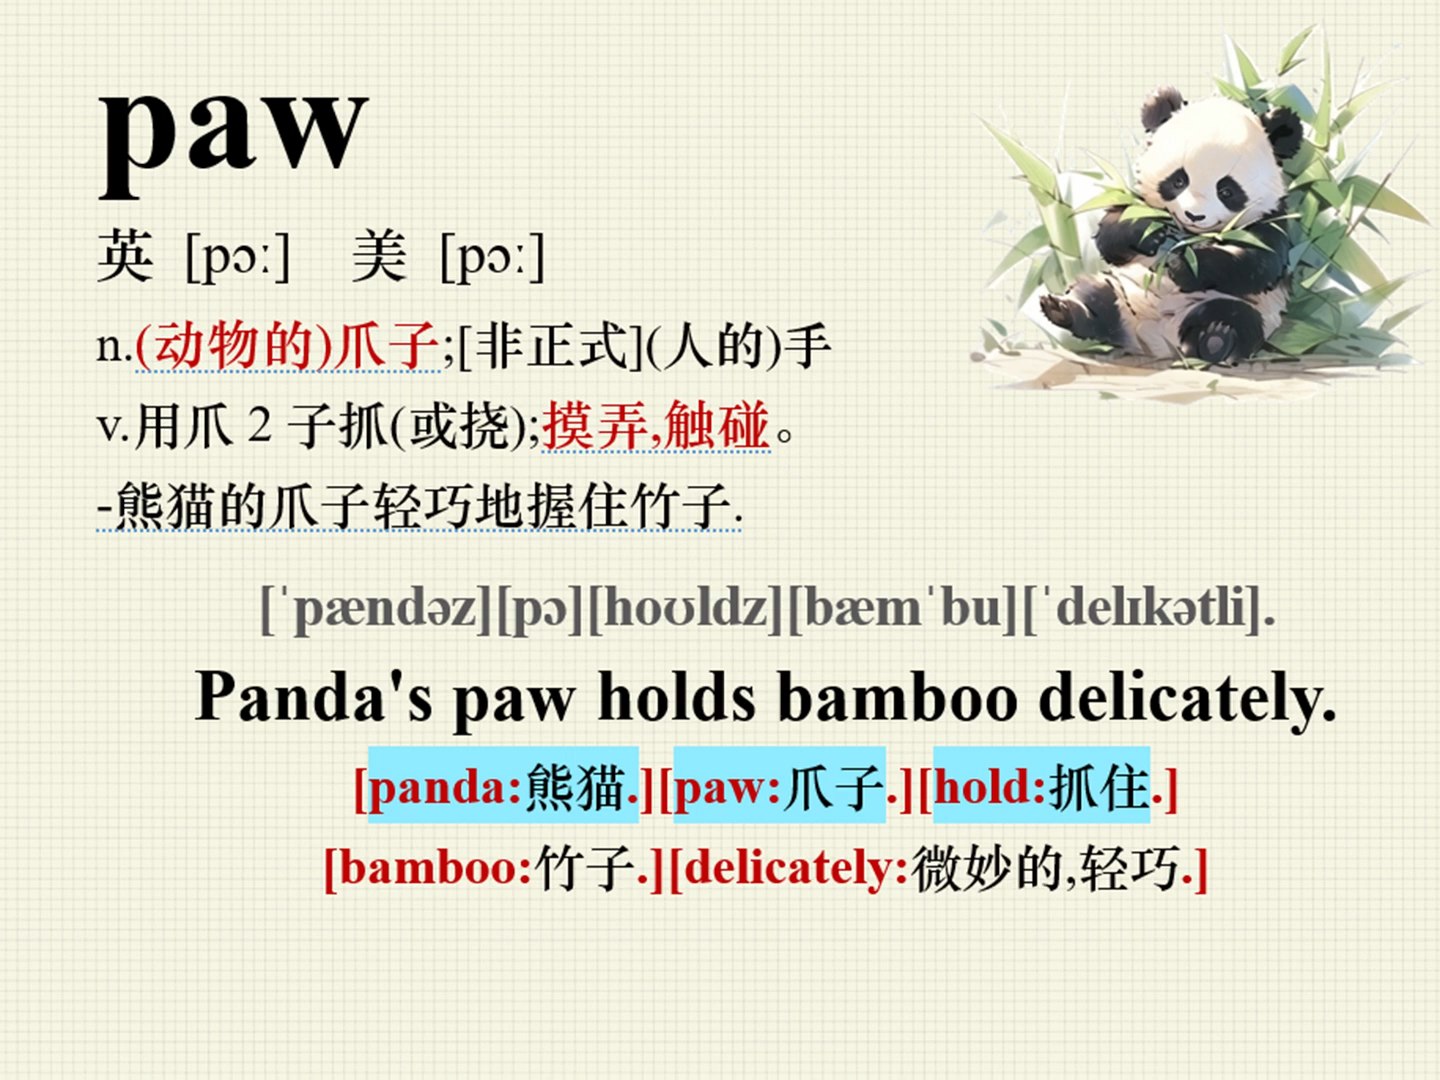 paw
英 [pɔː] 美 [pɔː]
n.(动物的)爪子;[非正式](人的)手
v.用爪 2 子抓(或挠);摸弄,触碰。
-熊猫的爪子轻巧地握住竹子.
[ˈpændəz][pɔ][hoʊldz][bæmˈbu][ˈdelɪkətli].
Panda's paw holds bamboo delicately.
[panda:熊猫.][paw:爪子.][hold:抓住.]
[bamboo:竹子.][delicately:微妙的,轻巧.]